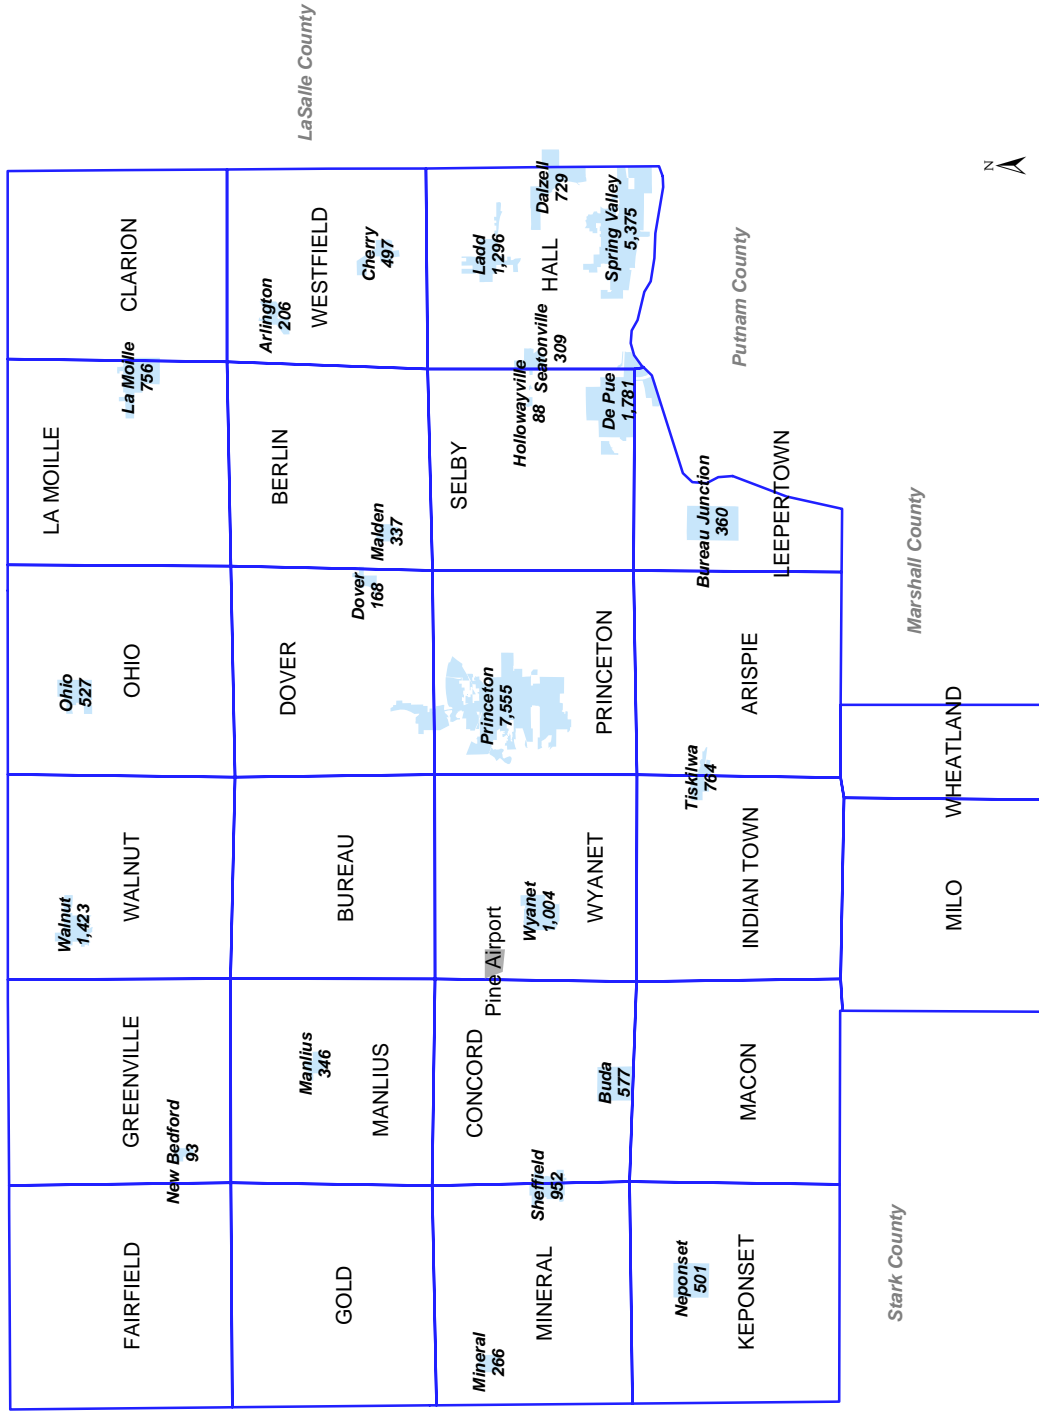 FAIRFIELD
GREENVILLE
New Bedford
93
Walnut
1,423
WALNUT
Ohio
527
OHIO
LA MOILLE
La Moille
756
CLARION
LaSalle County
GOLD
Manlius
346
MANLIUS
BUREAU
DOVER
Dover
168
BERLIN
Malden
337
Arlington
206
WESTFIELD
Cherry
497
Mineral
266
MINERAL
Sheffield
952
CONCORD
Buda
577
Pine Airport
Wyanet
1,004
WYANET
Princeton
7,555
PRINCETON
SELBY
Hollowayville
88
Seatonville
309
De Pue
1,781
Ladd
1,296
HALL
Dalzell
729
Spring Valley
5,375
Neponset
501
KEPONSET
MACON
INDIAN TOWN
Tiskilwa
764
ARISPIE
Bureau Junction
360
LEEPERTOWN
Putnam County
N
Stark County
MILO
WHEATLAND
Marshall County